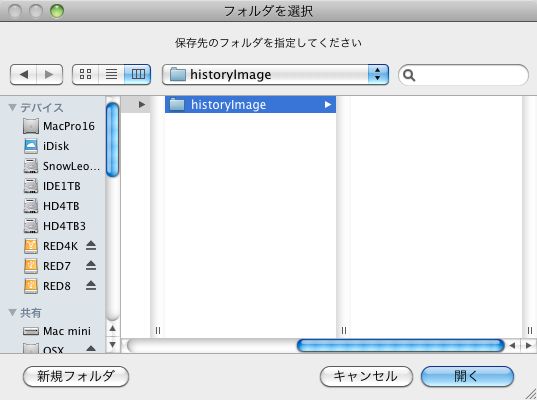 フォルダを選択
保存先のフォルダを指定してください
historyImage
デバイス
MacPro16
iDisk
SnowLeo...
IDE1TB
HD4TB
HD4TB3
RED4K
RED7
RED8
共有
Mac mini
OSX
historyImage
新規フォルダ
キャンセル
開く